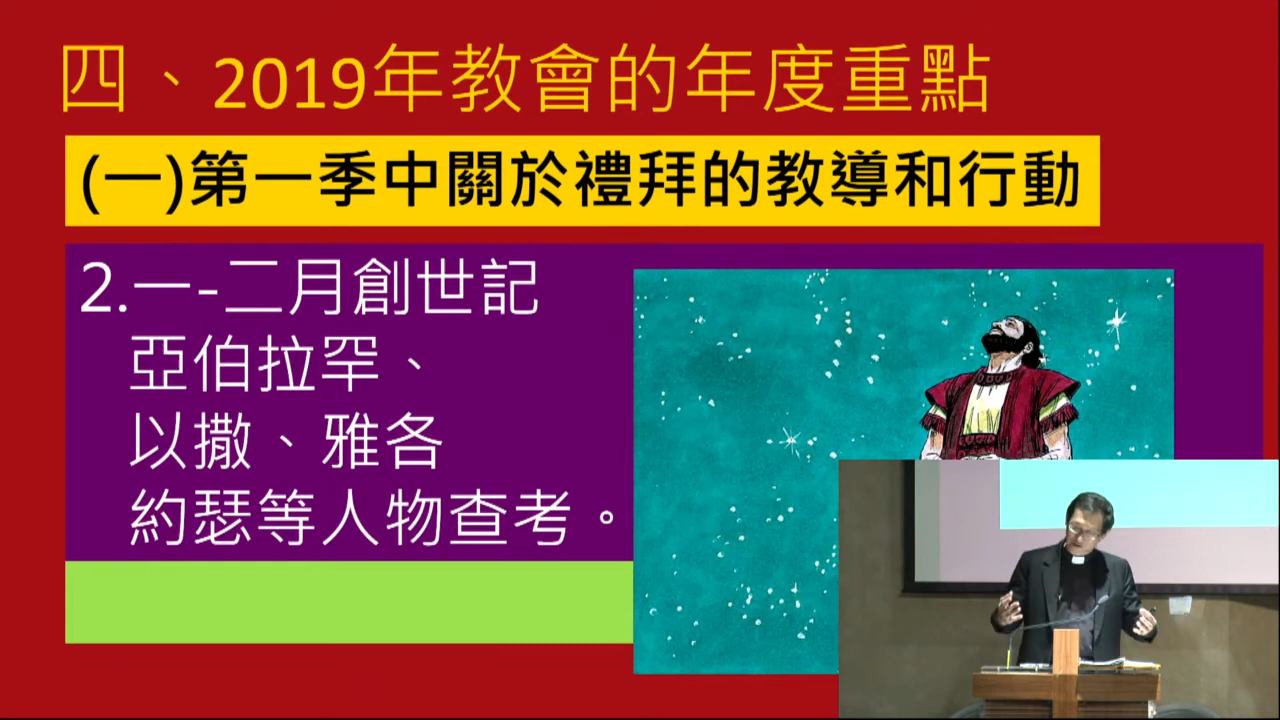 四、2019年教會的年度重點
(一)第一季中關於禮拜的教導和行動
2.一-二月創世記
亞伯拉罕、
以撒、雅各
約瑟等人物查考。